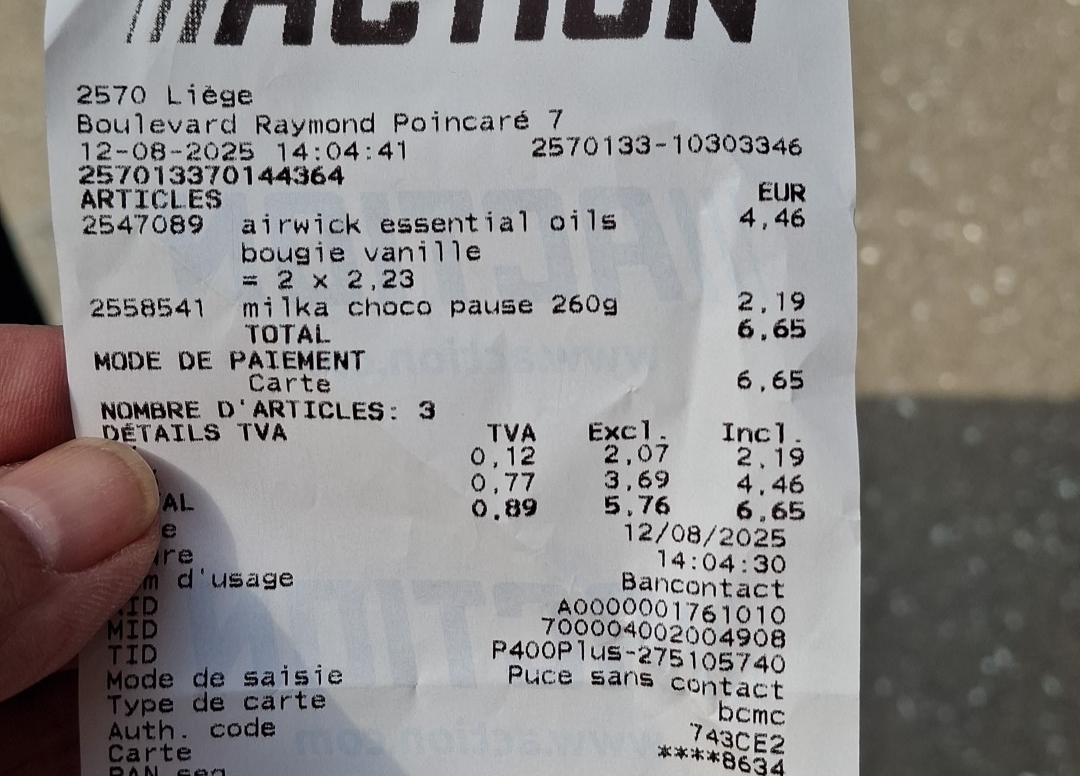 ACTION
2570 Liège
Boulevard Raymond Poincaré 7
12-08-2025 14:04:41 2570133-10303346
257013370144364
ARTICLES EUR
2547089 airwick essential oils 4,46
bougie vanille
= 2 x 2,23
2558541 milka choco pause 260g 2,19
TOTAL 6,65
MODE DE PAIEMENT
Carte 6,65
NOMBRE D'ARTICLES: 3
DÉTAILS TVA TVA Excl. Incl.
0,12 2,07 2,19
0,77 3,69 4,46
AL 0,89 5,76 6,65
e 12/08/2025
re 14:04:30
m d'usage Bancontact
AID A0000001761010
MID 700004002004908
TID P400Plus-275105740
Mode de saisie Puce sans contact
Type de carte bcmc
Auth. code 743CE2
Carte ****8634
PAN seq